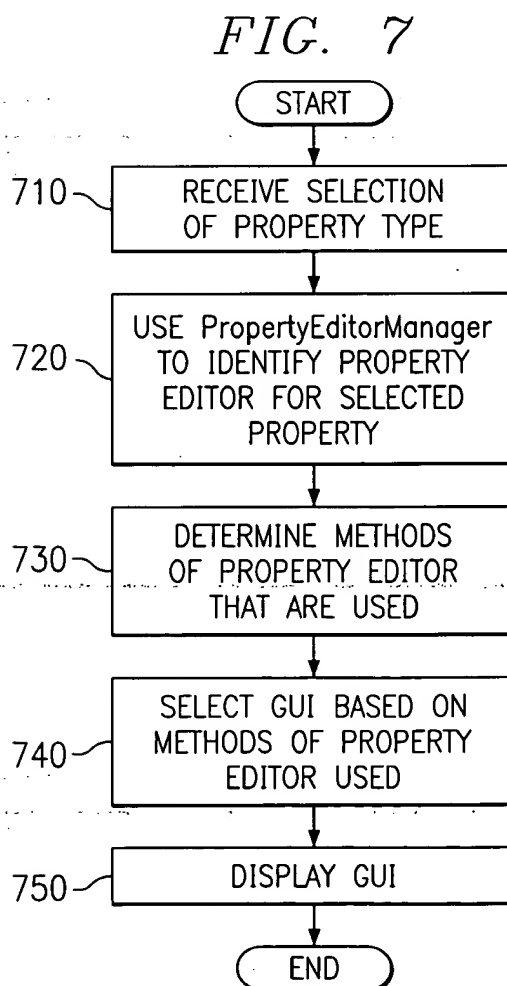 FIG. 7
START
710
RECEIVE SELECTION
OF PROPERTY TYPE
720
USE PropertyEditorManager
TO IDENTIFY PROPERTY
EDITOR FOR SELECTED
PROPERTY
730
DETERMINE METHODS
OF PROPERTY EDITOR
THAT ARE USED
740
SELECT GUI BASED ON
METHODS OF PROPERTY
EDITOR USED
750
DISPLAY GUI
END